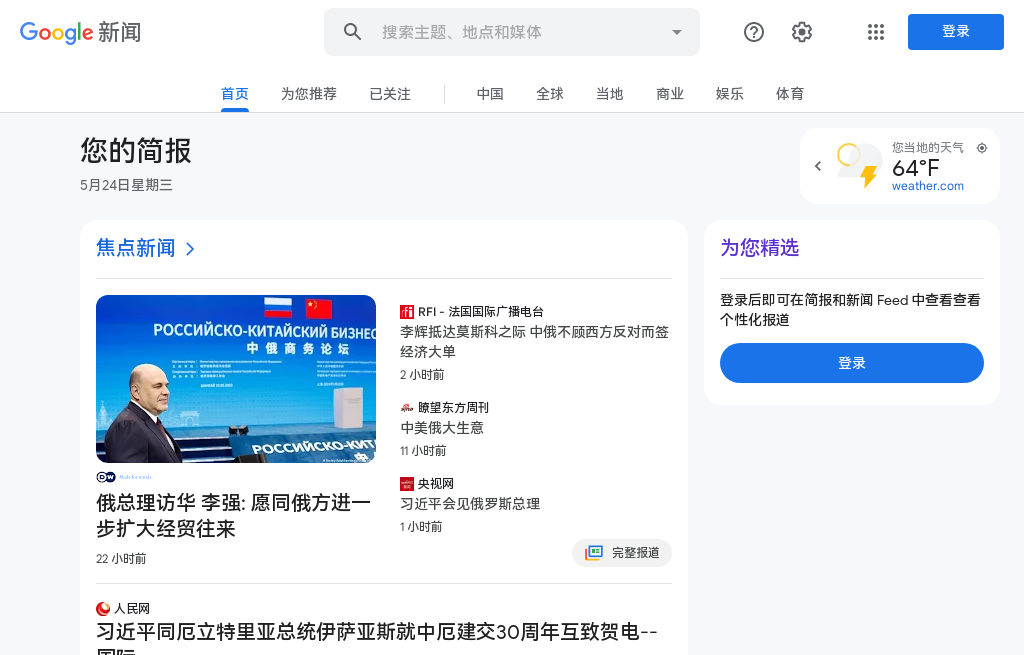 Google 新闻
搜索主题、地点和媒体
登录
首页
为您推荐
已关注
中国
全球
当地
商业
娱乐
体育
您的简报
5月24日星期三
您当地的天气
64°F
weather.com
焦点新闻
РОССИЙСКО-КИТАЙСКИЙ БИЗНЕС
中 俄 商 务 论 坛
РОССИЙСКО-КИТ
DW Made for minds
俄总理访华 李强: 愿同俄方进一
步扩大经贸往来
22 小时前
RFI - 法国国际广播电台
李辉抵达莫斯科之际 中俄不顾西方反对而签
经济大单
2 小时前
瞭望东方周刊
中美俄大生意
11 小时前
央视网
习近平会见俄罗斯总理
1 小时前
完整报道
人民网
习近平同厄立特里亚总统伊萨亚斯就中厄建交30周年互致贺电--
国际
为您精选
登录后即可在简报和新闻 Feed 中查看查看
个性化报道
登录